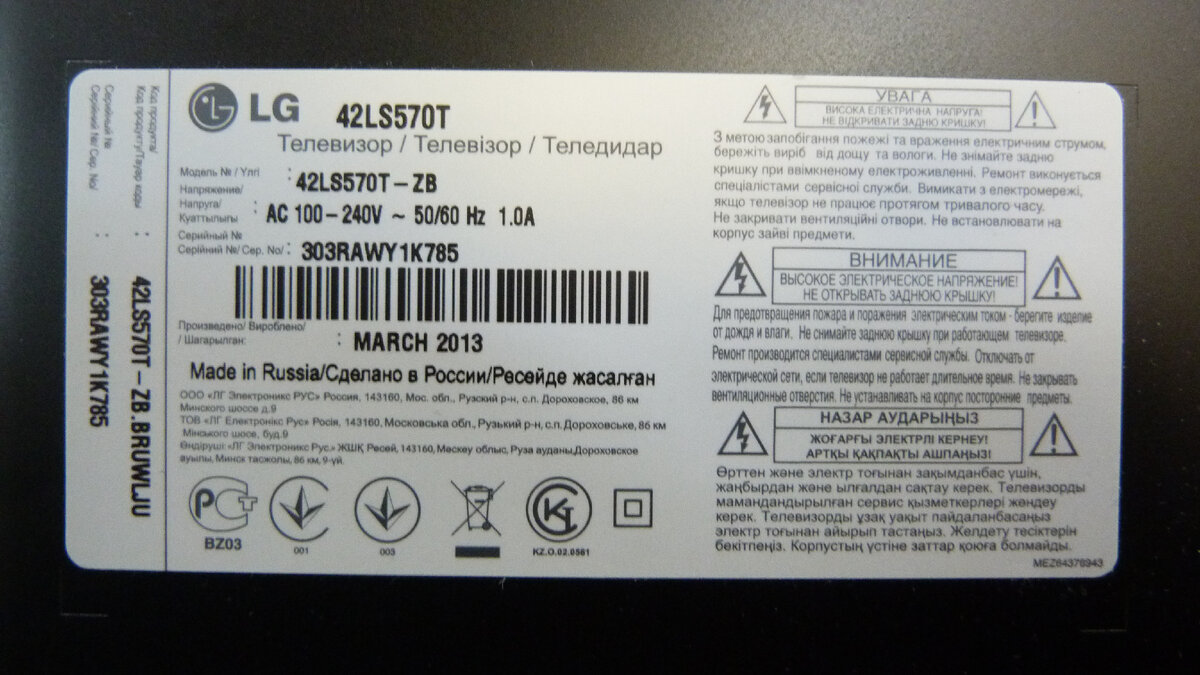 LG 42LS570T
Телевизор / Телевізор / Теледидар
Модель № / Үлгі : 42LS570T-ZB
Напряжение/
Напруга/
Қуаттылығы : AC 100-240V ~ 50/60 Hz 1.0A
Серийный №
Серійний №/ Сер. No/ : 303RAWY1K785
Произведено/ Вироблено/
/ Шағарылған: : MARCH 2013
Made in Russia/Сделано в России/Ресейде жасалған
ООО «ЛГ Электроникс РУС» Россия, 143160, Мос. обл., Рузский р-н, с.п. Дороховское, 86 км
Минского шоссе д.9
ТОВ «ЛГ Електронікс Рус» Росія, 143160, Московська обл., Рузький р-н, с.п. Дороховське, 86 км
Мінського шосе, буд.9
Өндіруші: «ЛГ Электроникс Рус» ЖШҚ Ресей, 143160, Мәскеу облыс, Руза ауданы,Дороховское
ауылы, Минск тасжолы, 86 км, 9-үй.
BZ03
001
003
KZ.O.02.0581
Код продукта/
Код продукту/Тауар коды : 42LS570T-ZB.BRUWLJU
Серийный №
Серійний №/ Сер. No/ : 303RAWY1K785
УВАГА
ВИСОКА ЕЛЕКТРИЧНА НАПРУГА!
НЕ ВІДКРИВАТИ ЗАДНЮ КРИШКУ!
З метою запобігання пожежі та враження електричним струмом,
бережіть виріб від дощу та вологи. Не знімайте задню
кришку при ввімкненому електроживленні. Ремонт виконується
спеціалістами сервісної служби. Вимикати з електромережі,
якщо телевізор не працює протягом тривалого часу.
Не закривати вентиляційні отвори. Не встановлювати на
корпус зайві предмети.
ВНИМАНИЕ
ВЫСОКОЕ ЭЛЕКТРИЧЕСКОЕ НАПРЯЖЕНИЕ!
НЕ ОТКРЫВАТЬ ЗАДНЮЮ КРЫШКУ!
Для предотвращения пожара и поражения электрическим током - берегите изделие
от дождя и влаги. Не снимайте заднюю крышку при работающем телевизоре.
Ремонт производится специалистами сервисной службы. Отключать от
электрической сети, если телевизор не работает длительное время. Не закрывать
вентиляционные отверстия. Не устанавливать на корпус посторонние предметы.
НАЗАР АУДАРЫҢЫЗ
ЖОҒАРҒЫ ЭЛЕКТРЛІ КЕРНЕУ!
АРТҚЫ ҚАҚПАҚТЫ АШПАҢЫЗ!
Өрттен және электр тоғынан зақымданбас үшін,
жаңбырдан және ылғалдан сақтау керек. Телевизорды
мамандандырылған сервис қызметкерлері жөндеу
керек. Телевизорды ұзақ уақыт пайдаланбасаңыз
электр тоғынан айырып тастаңыз. Желдету тесіктерін
бекітпеңіз. Корпустың үстіне заттар қоюға болмайды.
MEZ64376943